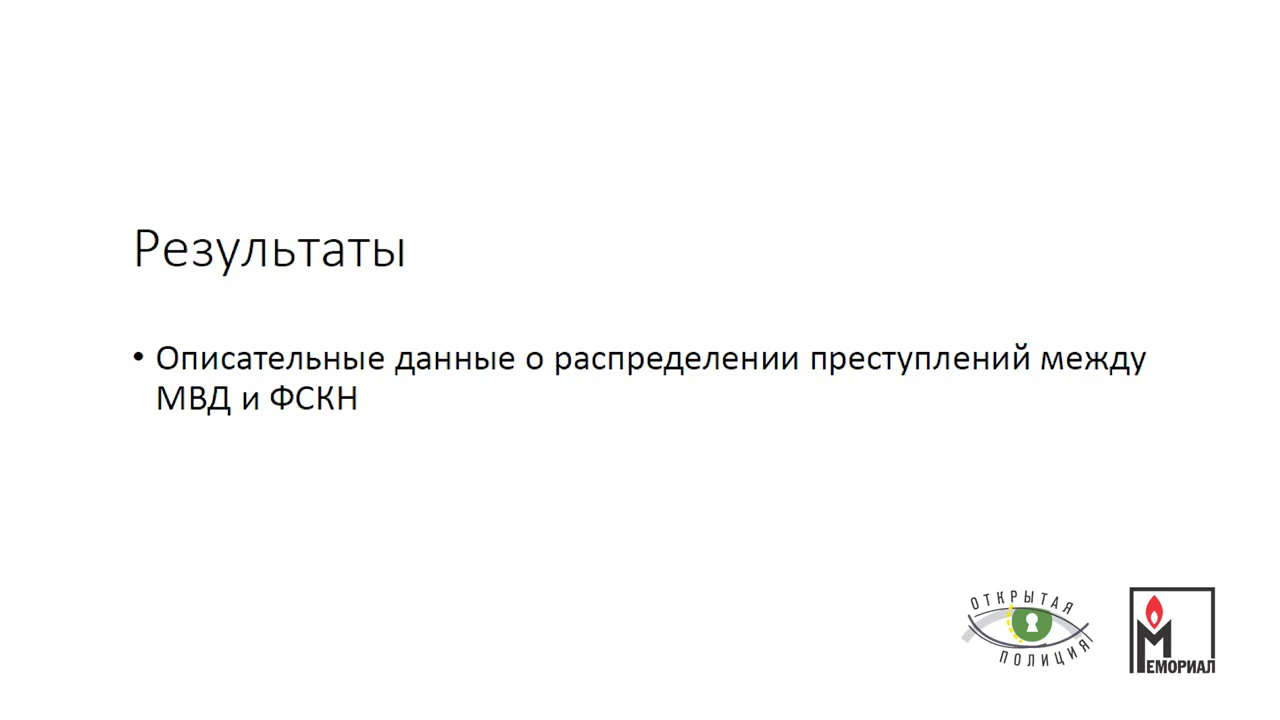 Результаты
• Описательные данные о распределении преступлений между
МВД и ФСКН
ОТКРЫТАЯ
ПОЛИЦИЯ
МЕМОРИАЛ